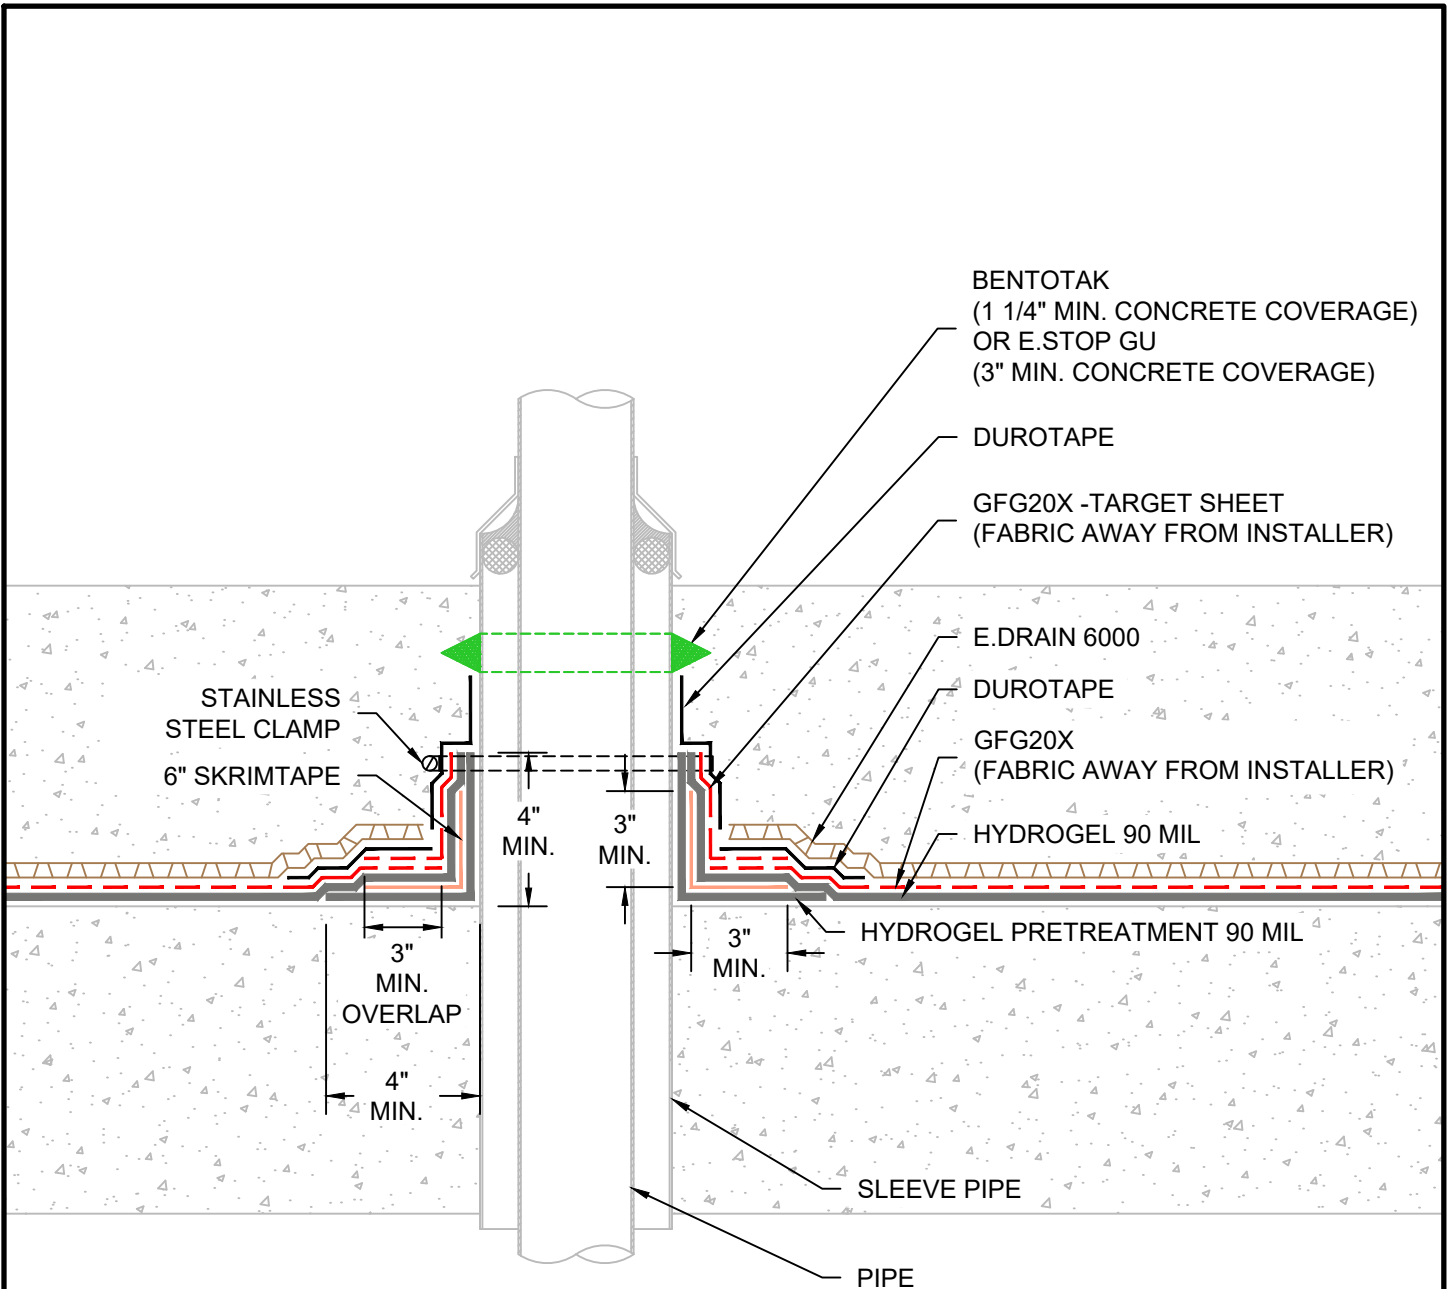 BENTOTAK
(1 1/4" MIN. CONCRETE COVERAGE)
OR E.STOP GU
(3" MIN. CONCRETE COVERAGE)
DUROTAPE
GFG20X -TARGET SHEET
(FABRIC AWAY FROM INSTALLER)
E.DRAIN 6000
DUROTAPE
GFG20X
(FABRIC AWAY FROM INSTALLER)
HYDROGEL 90 MIL
HYDROGEL PRETREATMENT 90 MIL
STAINLESS
STEEL CLAMP
6" SKRIMTAPE
4"
MIN.
3"
MIN.
3"
MIN.
OVERLAP
3"
MIN.
4"
MIN.
SLEEVE PIPE
PIPE